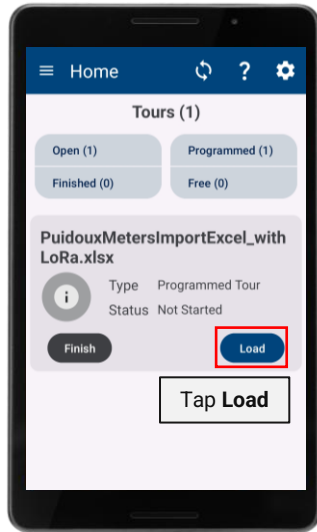 Home ?
Tours (1)
Open (1) Programmed (1)
Finished (0) Free (0)
PuidouxMetersImportExcel_with
LoRa.xlsx
i Type Programmed Tour
Status Not Started
Finish Load
Tap Load